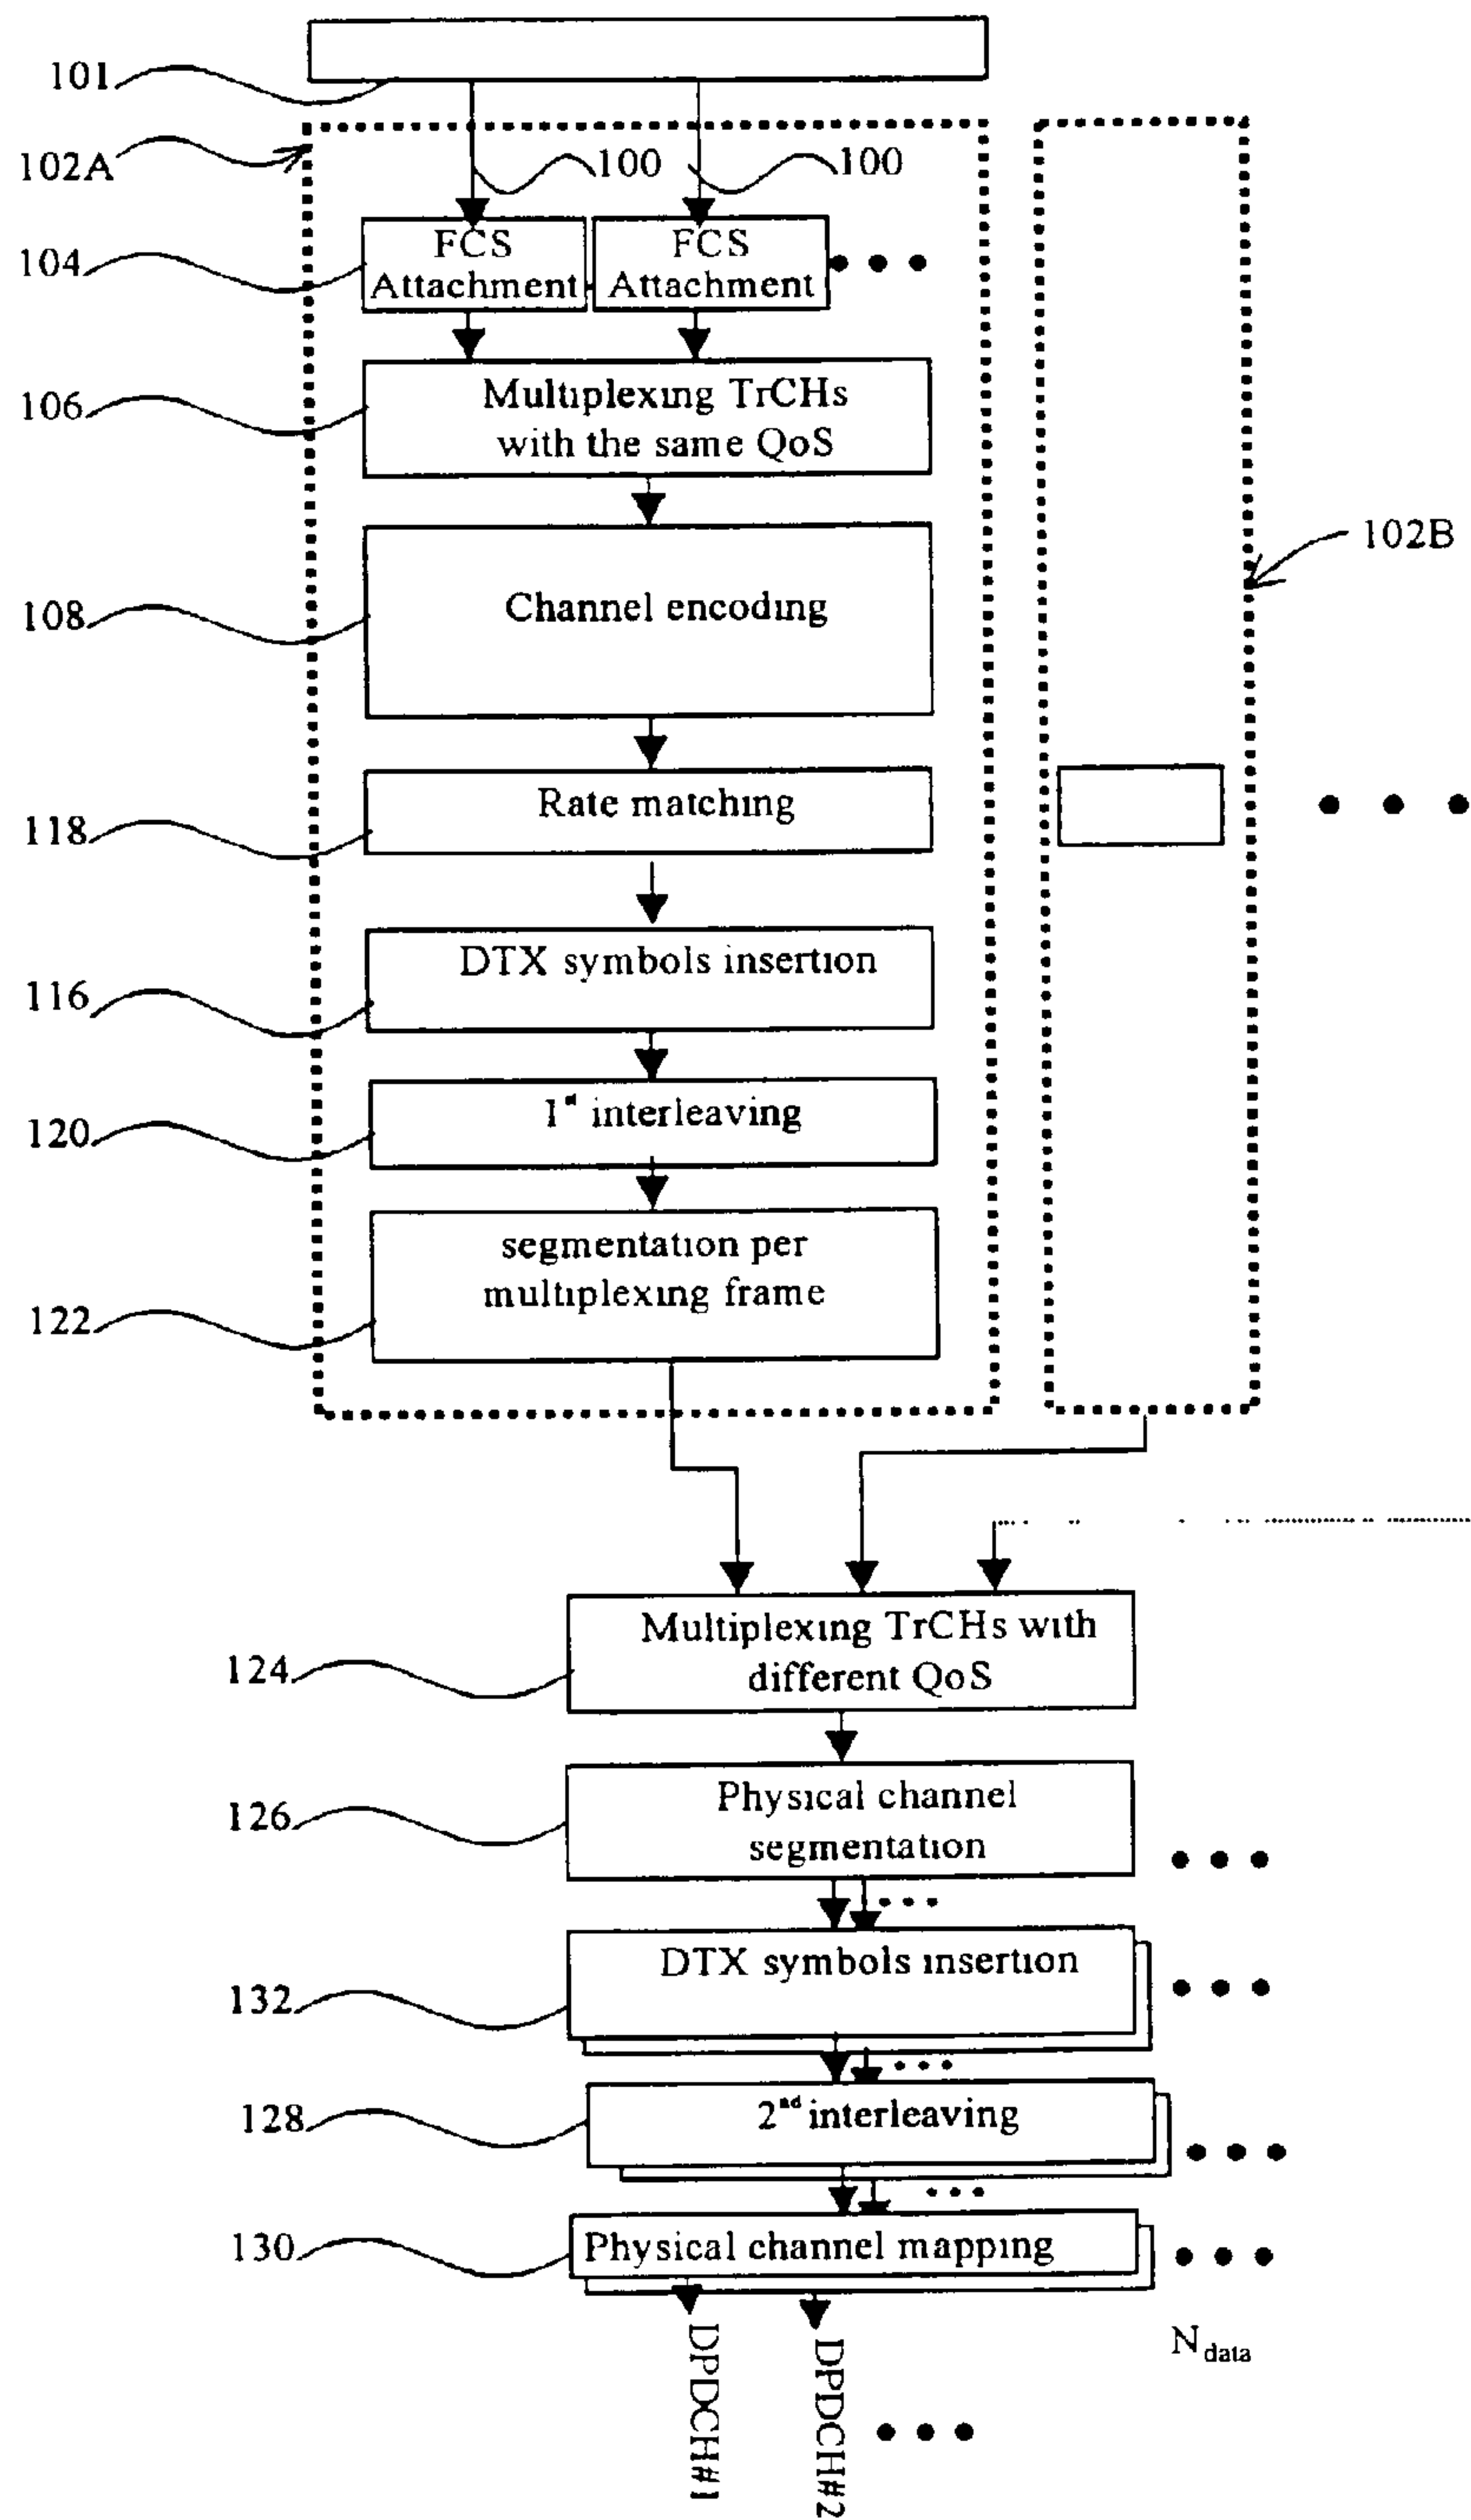 101
102A
100
100
104
FCS
Attachment
FCS
Attachment
106
Multiplexing TrCHs
with the same QoS
102B
108
Channel encoding
118
Rate matching
116
DTX symbols insertion
120
1st interleaving
122
segmentation per
multiplexing frame
124
Multiplexing TrCHs with
different QoS
126
Physical channel
segmentation
132
DTX symbols insertion
128
2nd interleaving
130
Physical channel mapping
DPDCH#1
DPDCH#2
Ndata